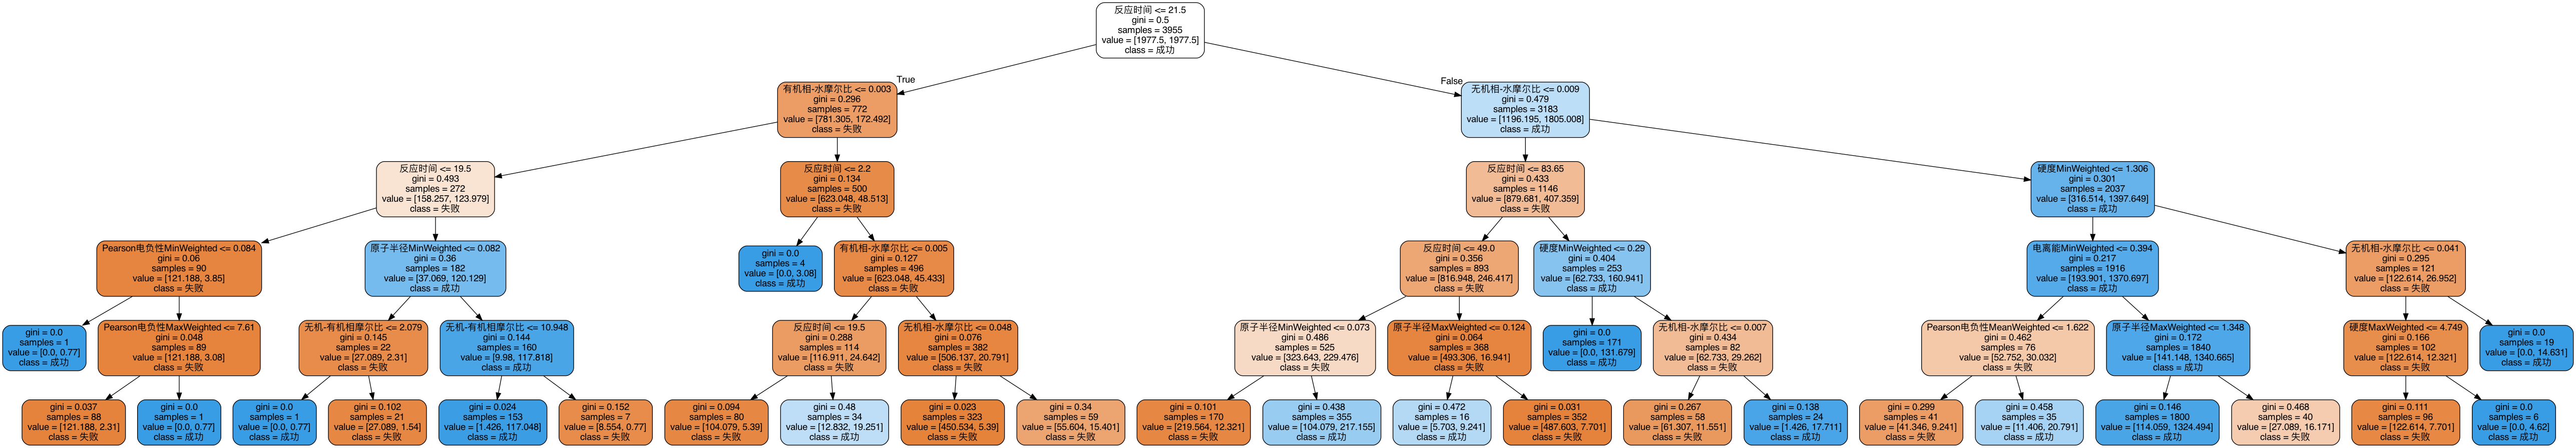 反应时间 <= 21.5
gini = 0.5
samples = 3955
value = [1977.5, 1977.5]
class = 成功
True
False
有机相-水摩尔比 <= 0.003
gini = 0.296
samples = 772
value = [781.305, 172.492]
class = 失败
无机相-水摩尔比 <= 0.009
gini = 0.479
samples = 3183
value = [1196.195, 1805.008]
class = 成功
反应时间 <= 19.5
gini = 0.493
samples = 272
value = [158.257, 123.979]
class = 失败
反应时间 <= 2.2
gini = 0.134
samples = 500
value = [623.048, 48.513]
class = 失败
反应时间 <= 83.65
gini = 0.433
samples = 1146
value = [879.681, 407.359]
class = 失败
硬度MinWeighted <= 1.306
gini = 0.301
samples = 2037
value = [316.514, 1397.649]
class = 成功
Pearson电负性MinWeighted <= 0.084
gini = 0.06
samples = 90
value = [121.188, 3.85]
class = 失败
原子半径MinWeighted <= 0.082
gini = 0.36
samples = 182
value = [37.069, 120.129]
class = 成功
gini = 0.0
samples = 4
value = [0.0, 3.08]
class = 成功
有机相-水摩尔比 <= 0.005
gini = 0.127
samples = 496
value = [623.048, 45.433]
class = 失败
反应时间 <= 49.0
gini = 0.356
samples = 893
value = [816.948, 246.417]
class = 失败
硬度MinWeighted <= 0.29
gini = 0.404
samples = 253
value = [62.733, 160.941]
class = 成功
电离能MinWeighted <= 0.394
gini = 0.217
samples = 1916
value = [193.901, 1370.697]
class = 成功
无机相-水摩尔比 <= 0.041
gini = 0.295
samples = 121
value = [122.614, 26.952]
class = 失败
gini = 0.0
samples = 1
value = [0.0, 0.77]
class = 成功
Pearson电负性MaxWeighted <= 7.61
gini = 0.048
samples = 89
value = [121.188, 3.08]
class = 失败
无机-有机相摩尔比 <= 2.079
gini = 0.145
samples = 22
value = [27.089, 2.31]
class = 失败
无机-有机相摩尔比 <= 10.948
gini = 0.144
samples = 160
value = [9.98, 117.818]
class = 成功
反应时间 <= 19.5
gini = 0.288
samples = 114
value = [116.911, 24.642]
class = 失败
无机相-水摩尔比 <= 0.048
gini = 0.076
samples = 382
value = [506.137, 20.791]
class = 失败
原子半径MinWeighted <= 0.073
gini = 0.486
samples = 525
value = [323.643, 229.476]
class = 失败
原子半径MaxWeighted <= 0.124
gini = 0.064
samples = 368
value = [493.306, 16.941]
class = 失败
gini = 0.0
samples = 171
value = [0.0, 131.679]
class = 成功
无机相-水摩尔比 <= 0.007
gini = 0.434
samples = 82
value = [62.733, 29.262]
class = 失败
Pearson电负性MeanWeighted <= 1.622
gini = 0.462
samples = 76
value = [52.752, 30.032]
class = 失败
原子半径MaxWeighted <= 1.348
gini = 0.172
samples = 1840
value = [141.148, 1340.665]
class = 成功
硬度MaxWeighted <= 4.749
gini = 0.166
samples = 102
value = [122.614, 12.321]
class = 失败
gini = 0.0
samples = 19
value = [0.0, 14.631]
class = 成功
gini = 0.037
samples = 88
value = [121.188, 2.31]
class = 失败
gini = 0.0
samples = 1
value = [0.0, 0.77]
class = 成功
gini = 0.0
samples = 1
value = [0.0, 0.77]
class = 成功
gini = 0.102
samples = 21
value = [27.089, 1.54]
class = 失败
gini = 0.024
samples = 153
value = [1.426, 117.048]
class = 成功
gini = 0.152
samples = 7
value = [8.554, 0.77]
class = 失败
gini = 0.094
samples = 80
value = [104.079, 5.39]
class = 失败
gini = 0.48
samples = 34
value = [12.832, 19.251]
class = 成功
gini = 0.023
samples = 323
value = [450.534, 5.39]
class = 失败
gini = 0.34
samples = 59
value = [55.604, 15.401]
class = 失败
gini = 0.101
samples = 170
value = [219.564, 12.321]
class = 失败
gini = 0.438
samples = 355
value = [104.079, 217.155]
class = 成功
gini = 0.472
samples = 16
value = [5.703, 9.241]
class = 成功
gini = 0.031
samples = 352
value = [487.603, 7.701]
class = 失败
gini = 0.267
samples = 58
value = [61.307, 11.551]
class = 失败
gini = 0.138
samples = 24
value = [1.426, 17.711]
class = 成功
gini = 0.299
samples = 41
value = [41.346, 9.241]
class = 失败
gini = 0.458
samples = 35
value = [11.406, 20.791]
class = 成功
gini = 0.146
samples = 1800
value = [114.059, 1324.494]
class = 成功
gini = 0.468
samples = 40
value = [27.089, 16.171]
class = 失败
gini = 0.111
samples = 96
value = [122.614, 7.701]
class = 失败
gini = 0.0
samples = 6
value = [0.0, 4.62]
class = 成功